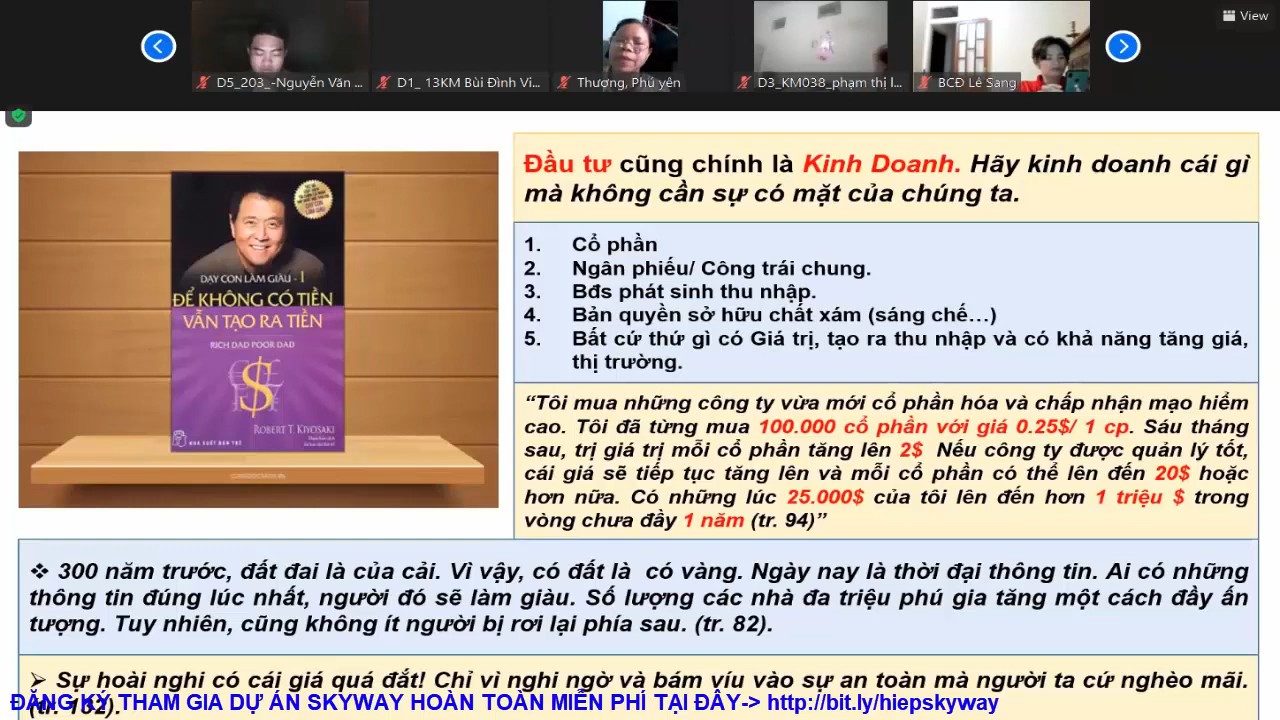 View
D5_203_-Nguyễn Văn ...
D1_ 13KM Bùi Đình Vi...
Thượng, Phú yên
D3_KM038_phạm thị l...
BCĐ Lê Sang
DẠY CON LÀM GIÀU - 1
ĐỂ KHÔNG CÓ TIỀN
VẪN TẠO RA TIỀN
RICH DAD POOR DAD
$
ROBERT T. KIYOSAKI
NHÀ XUẤT BẢN TRẺ
Đầu tư cũng chính là Kinh Doanh. Hãy kinh doanh cái gì
mà không cần sự có mặt của chúng ta.
1. Cổ phần
2. Ngân phiếu/ Công trái chung.
3. Bđs phát sinh thu nhập.
4. Bản quyền sở hữu chất xám (sáng chế…)
5. Bất cứ thứ gì có Giá trị, tạo ra thu nhập và có khả năng tăng giá,
thị trường.
“Tôi mua những công ty vừa mới cổ phần hóa và chấp nhận mạo hiểm
cao. Tôi đã từng mua 100.000 cổ phần với giá 0.25$/ 1 cp. Sáu tháng
sau, trị giá trị mỗi cổ phần tăng lên 2$ Nếu công ty được quản lý tốt,
cái giá sẽ tiếp tục tăng lên và mỗi cổ phần có thể lên đến 20$ hoặc
hơn nữa. Có những lúc 25.000$ của tôi lên đến hơn 1 triệu $ trong
vòng chưa đầy 1 năm (tr. 94)”
❖ 300 năm trước, đất đai là của cải. Vì vậy, có đất là có vàng. Ngày nay là thời đại thông tin. Ai có những
thông tin đúng lúc nhất, người đó sẽ làm giàu. Số lượng các nhà đa triệu phú gia tăng một cách đầy ấn
tượng. Tuy nhiên, cũng không ít người bị rơi lại phía sau. (tr. 82).
➢ Sự hoài nghi có cái giá quá đắt! Chỉ vì nghi ngờ và bám víu vào sự an toàn mà người ta cứ nghèo mãi.
(tr. 132).
ĐĂNG KÝ THAM GIA DỰ ÁN SKYWAY HOÀN TOÀN MIỄN PHÍ TẠI ĐÂY-> http://bit.ly/hiepskyway